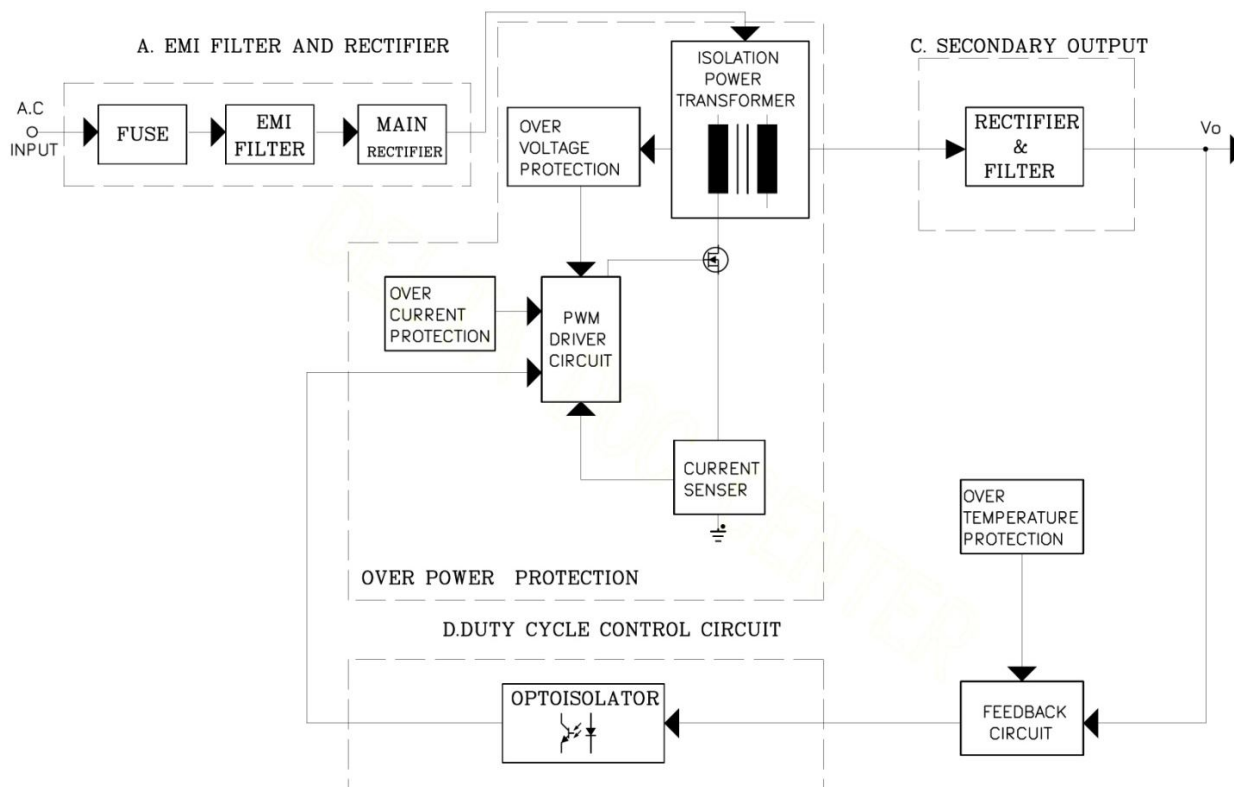 A. EMI FILTER AND RECTIFIER
A.C
INPUT
FUSE
EMI
FILTER
MAIN
RECTIFIER
OVER
VOLTAGE
PROTECTION
ISOLATION
POWER
TRANSFORMER
C. SECONDARY OUTPUT
RECTIFIER
&
FILTER
Vo
OVER
CURRENT
PROTECTION
PWM
DRIVER
CIRCUIT
CURRENT
SENSER
OVER
TEMPERATURE
PROTECTION
OVER POWER PROTECTION
D.DUTY CYCLE CONTROL CIRCUIT
OPTOISOLATOR
FEEDBACK
CIRCUIT